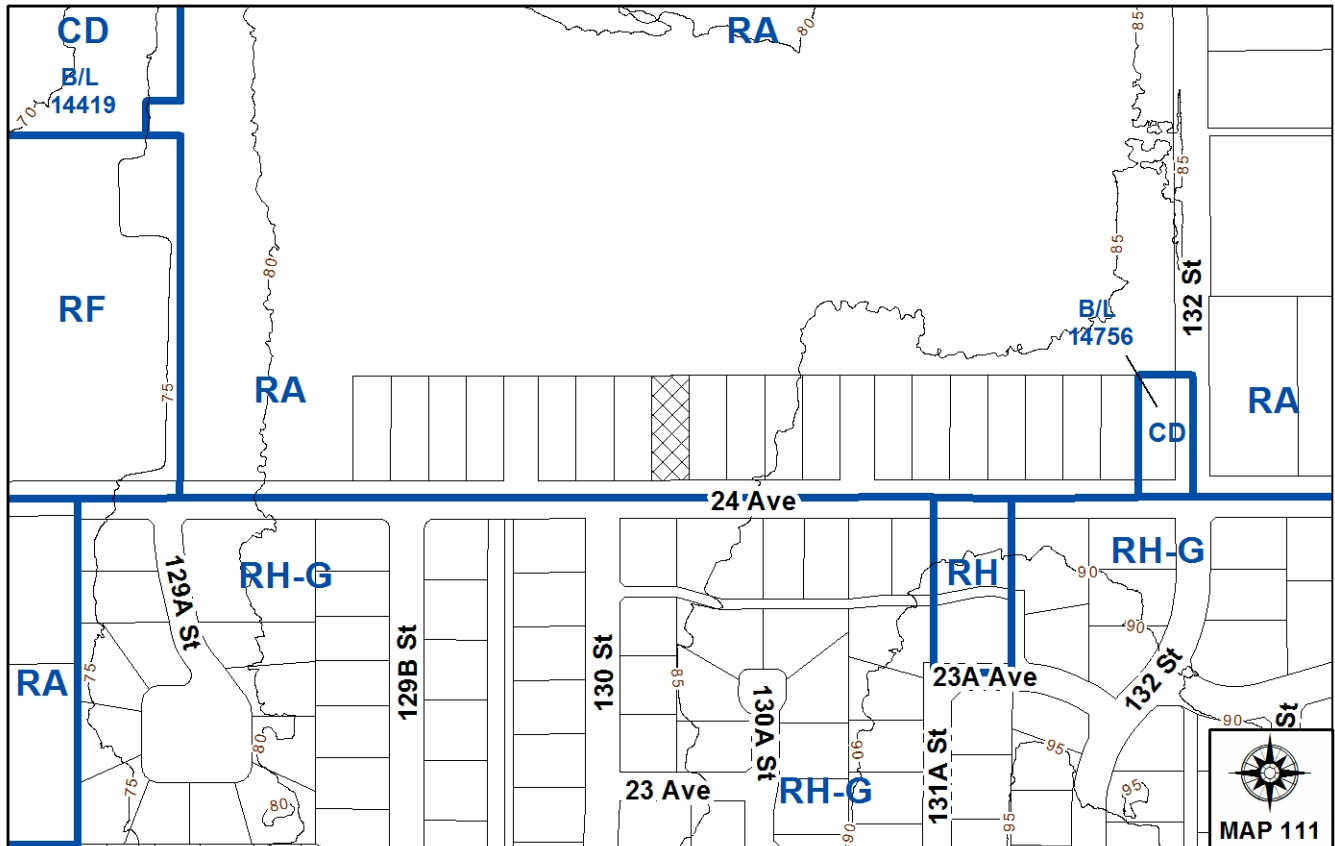 CD
RA
80
85
B/L
14419
70
85
85
80
132 St
RF
B/L
14756
75
RA
RA
CD
24 Ave
RH-G
RH
RH-G
90
129A St
90
129B St
130 St
RA
75
85
23A Ave
132 St
130A St
90
St
80
90
95
131A St
75
23 Ave
RH-G
95
80
90
95
MAP 111